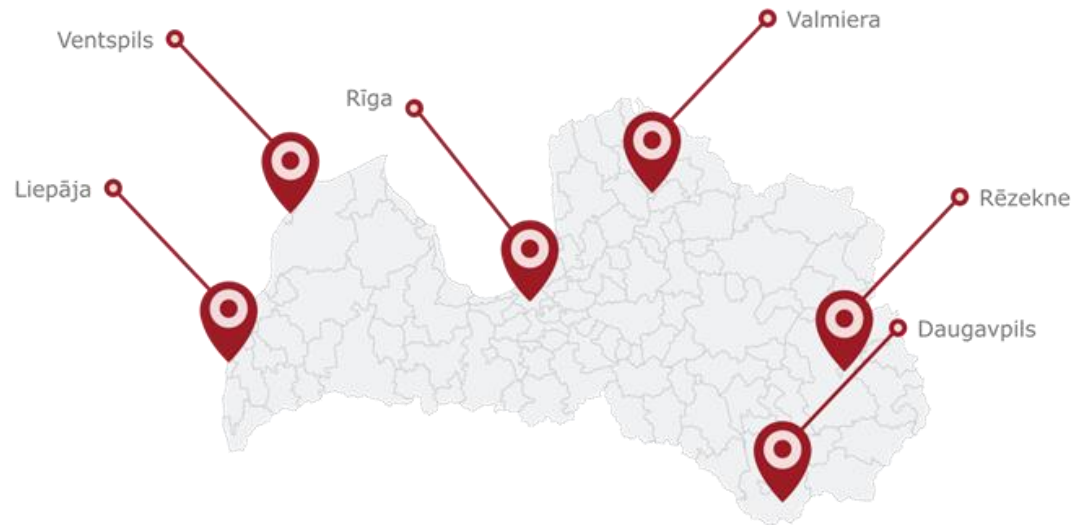 Valmiera
Ventspils
Rīga
Liepāja
Rēzekne
Daugavpils